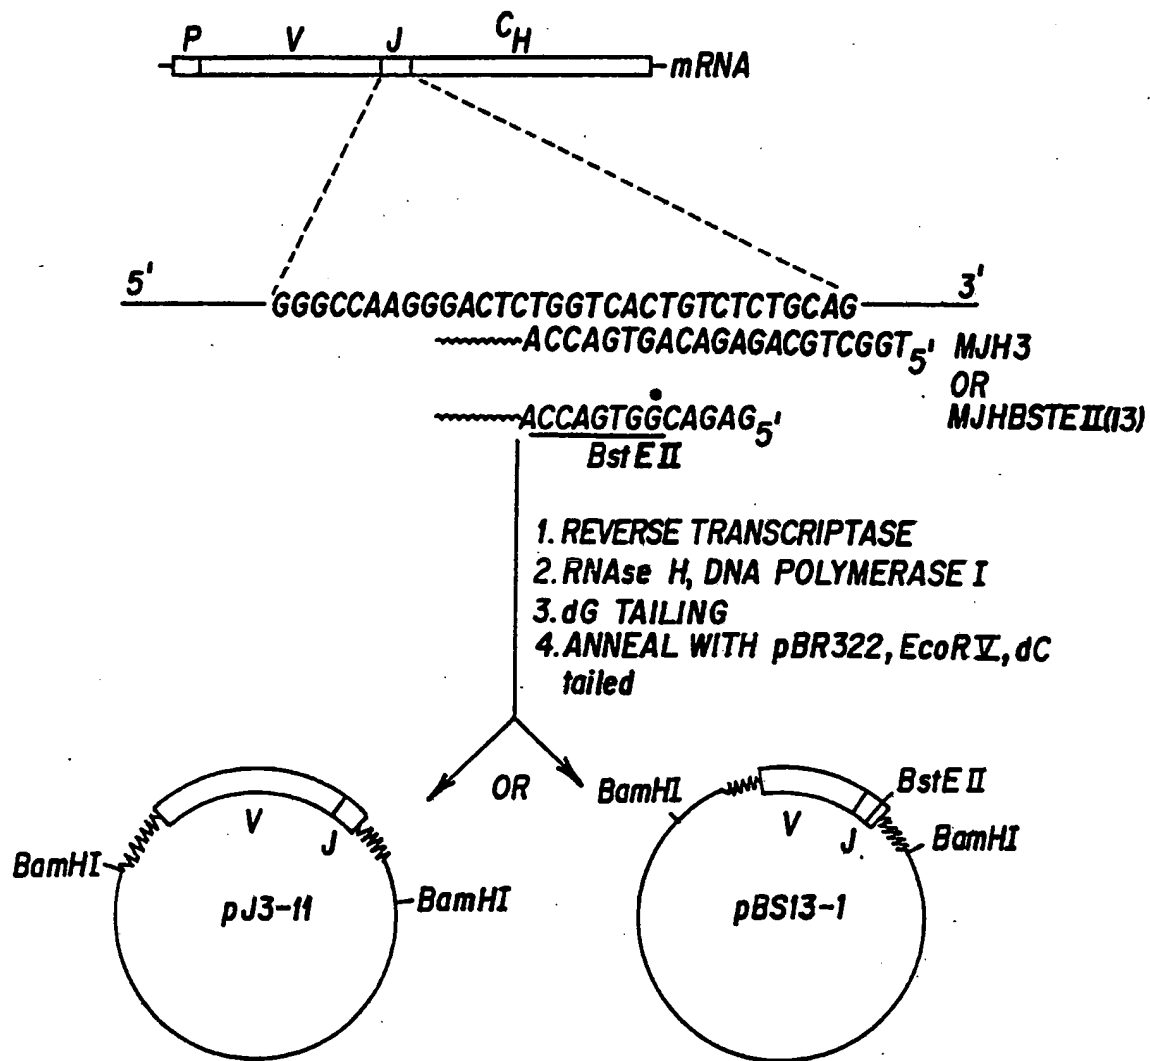 P V J CH
mRNA
5' 3'
GGGCCAAGGGACTCTGGTCACTGTCTCTGCAG
ACCAGTGACAGAGACGTCGGT5' MJH3
OR
MJHBSTEII(13)
ACCAGTGGCAGAG5'
BstEII
1. REVERSE TRANSCRIPTASE
2. RNAse H, DNA POLYMERASE I
3. dG TAILING
4. ANNEAL WITH pBR322, EcoRV, dC
tailed
OR
BamHI
V
J
BamHI
pJ3-11
BamHI
V
J
BstEII
BamHI
pBS13-1